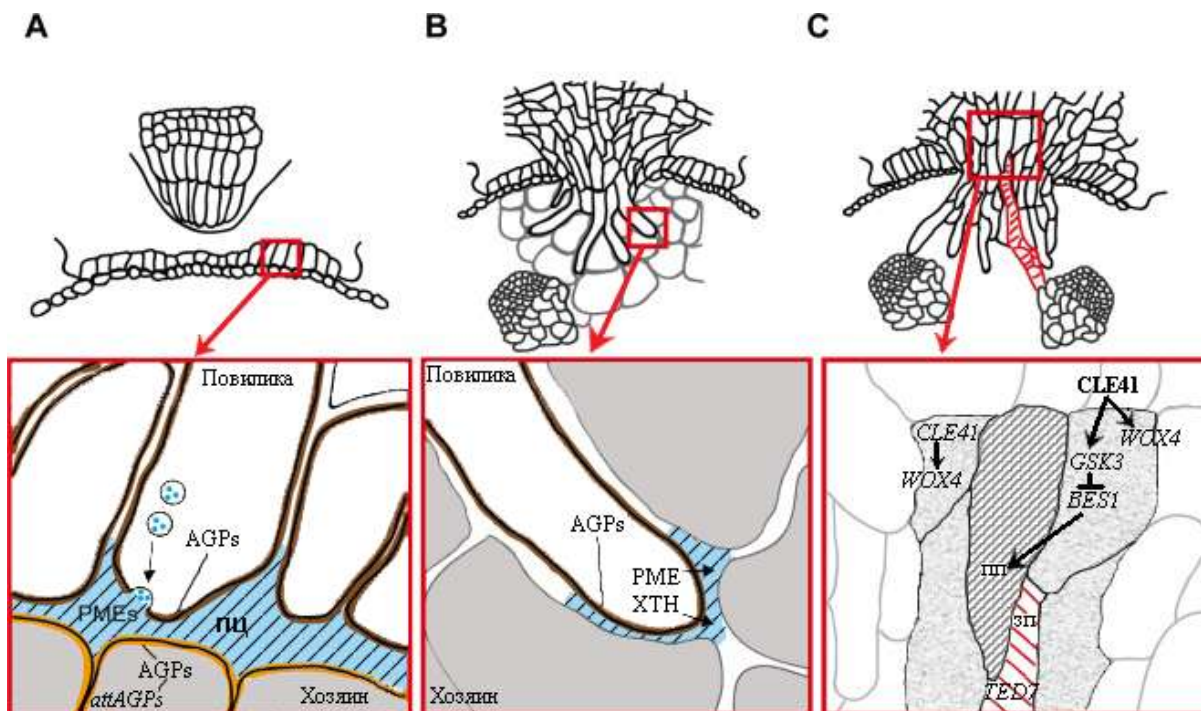 A
B
C
Повилика
AGPs
PMEs
пц
AGPs
attAGPs
Хозяин
Повилика
AGPs
PME
XTH
Хозяин
CLE41
CLE41
WOX4
WOX4
GSK3
BES1
пп
зп
TED7